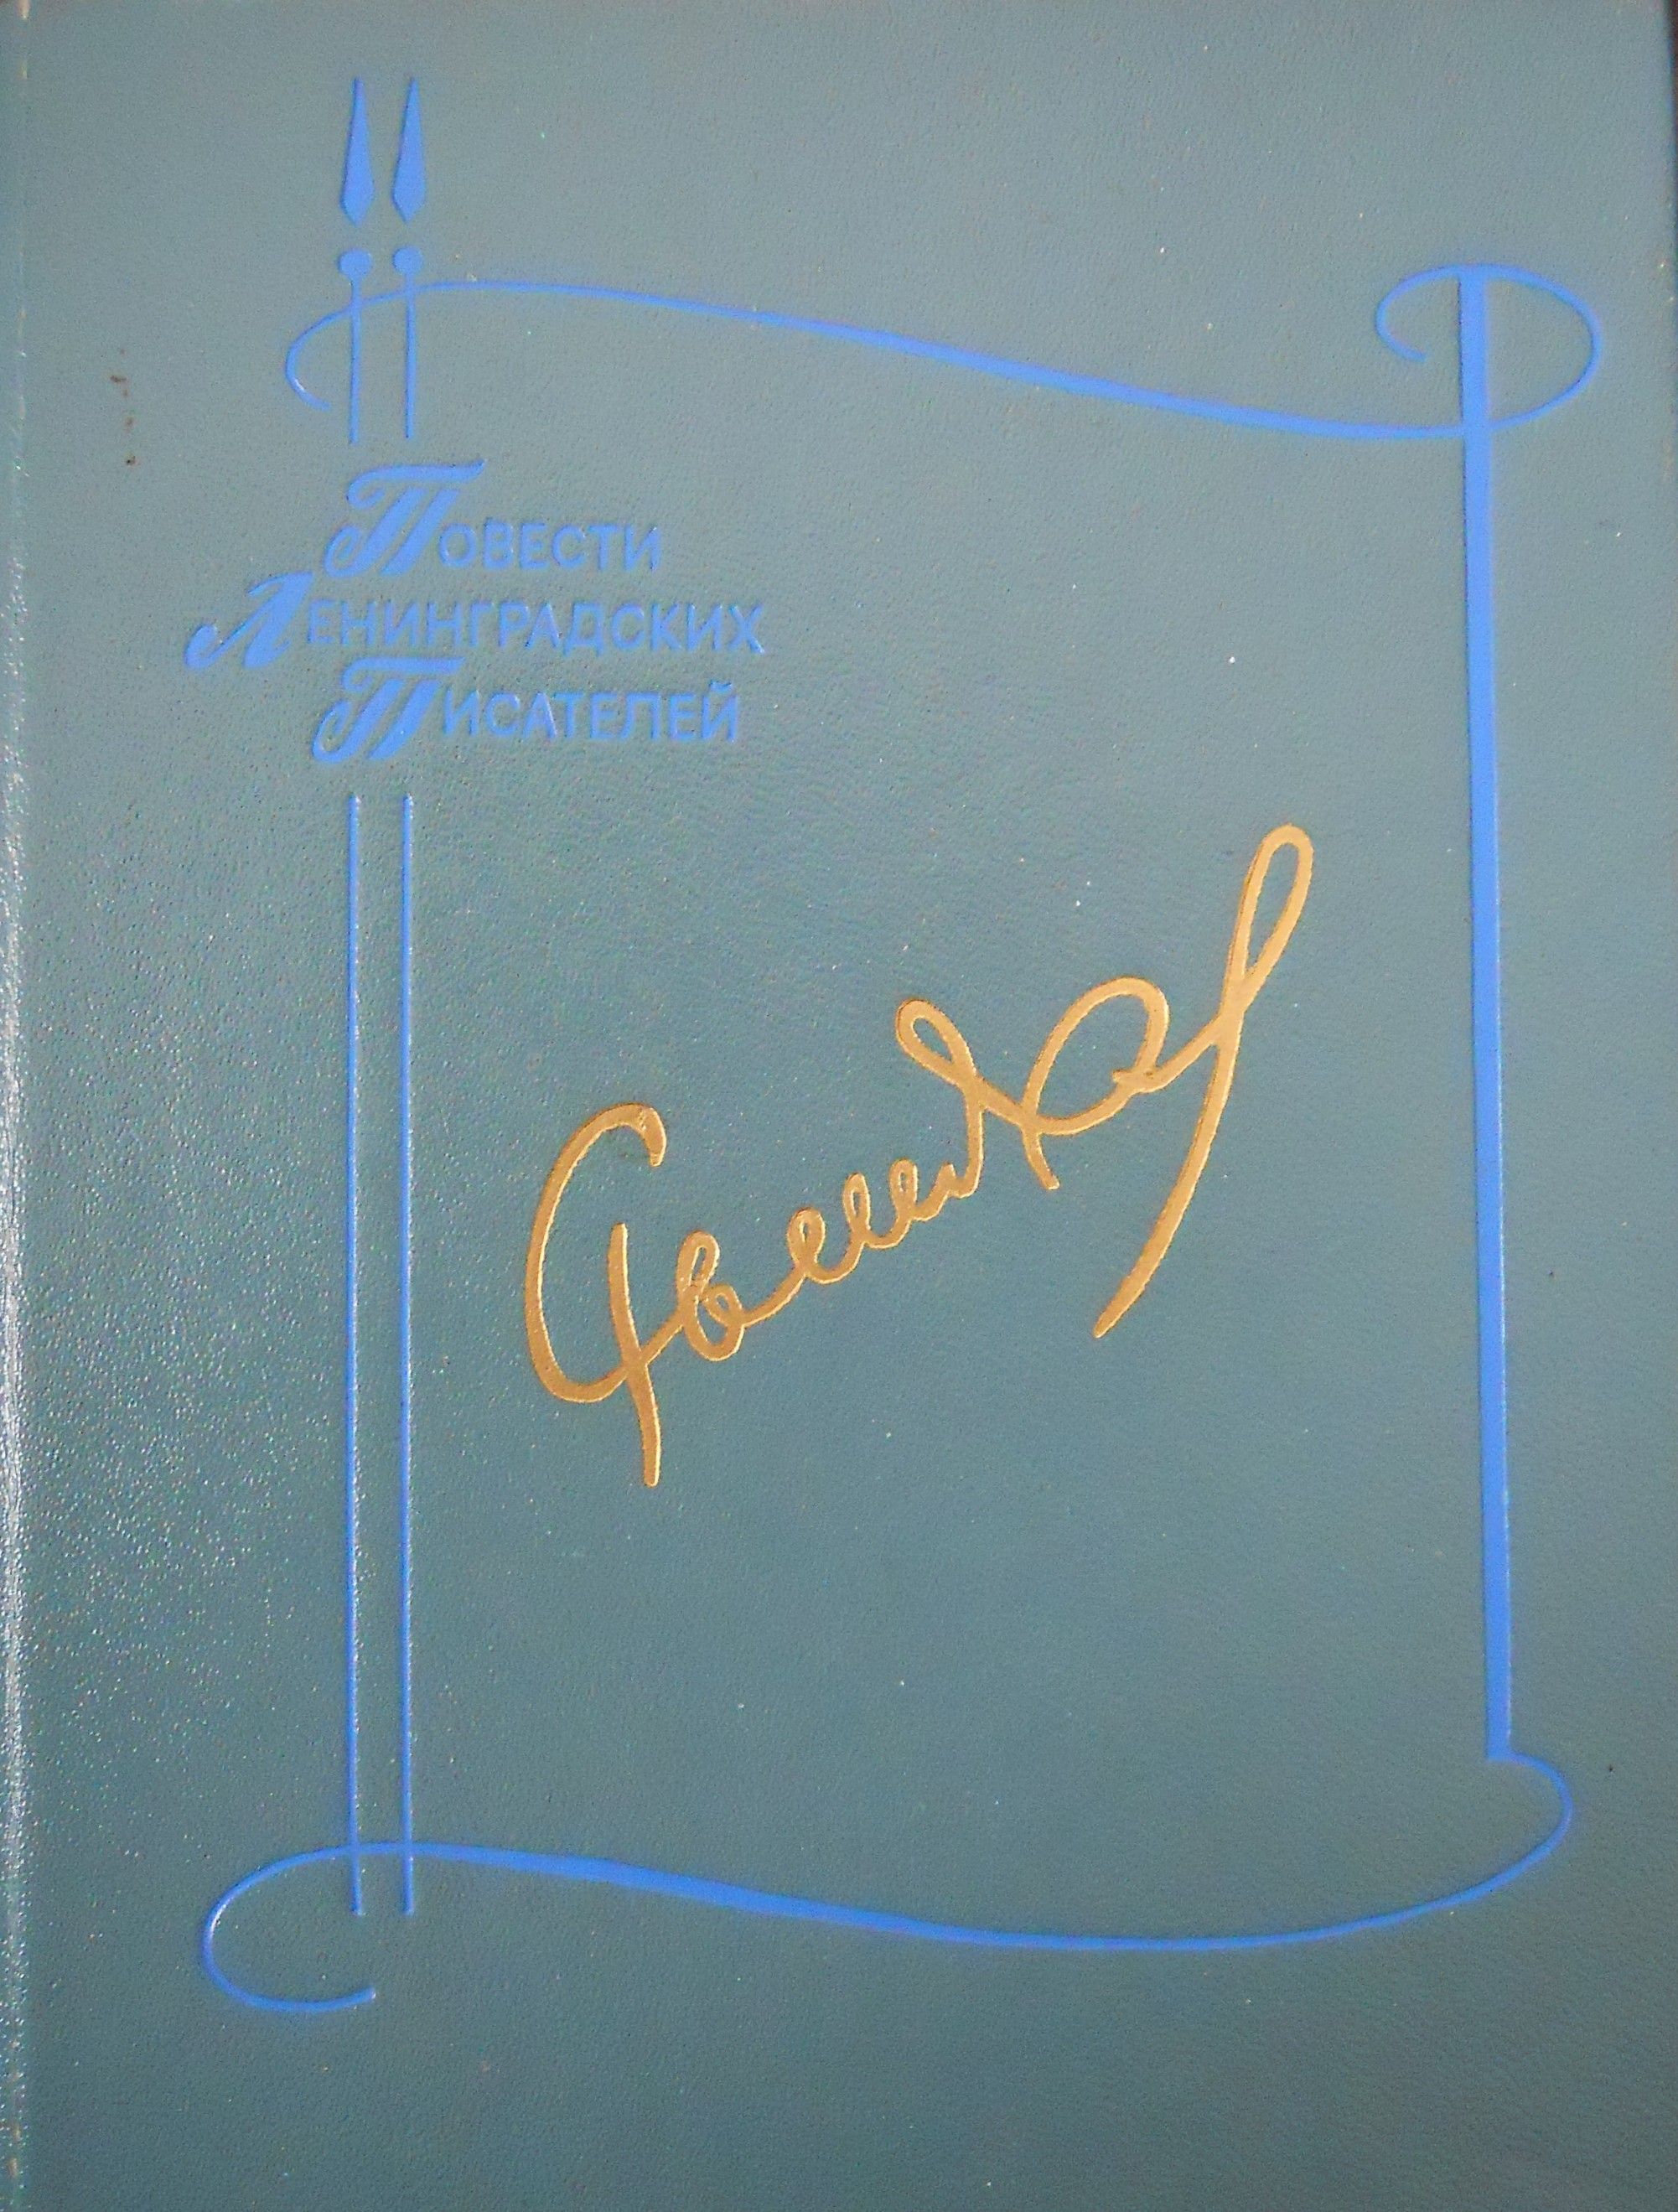 Повести
Ленинградских
Писателей